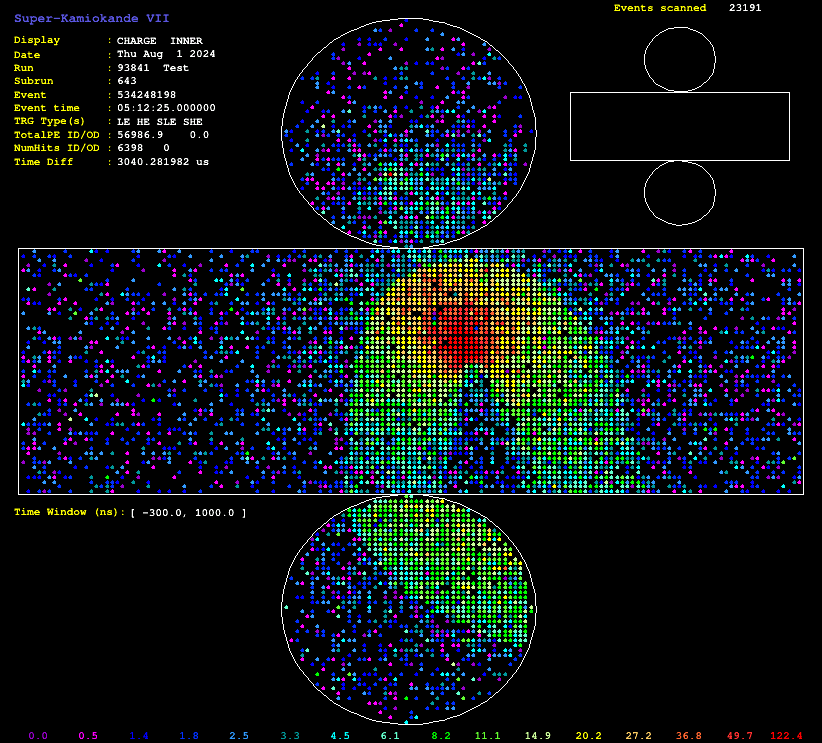 Super-Kamiokande VII
Events scanned 23191
Display : CHARGE INNER
Date : Thu Aug 1 2024
Run : 93841 Test
Subrun : 643
Event : 534248198
Event time : 05:12:25.000000
TRG Type(s) : LE HE SLE SHE
TotalPE ID/OD : 56986.9 0.0
NumHits ID/OD : 6398 0
Time Diff : 3040.281982 us
Time Window (ns): [ -300.0, 1000.0 ]
0.0 0.5 1.4 1.8 2.5 3.3 4.5 6.1 8.2 11.1 14.9 20.2 27.2 36.8 49.7 122.4